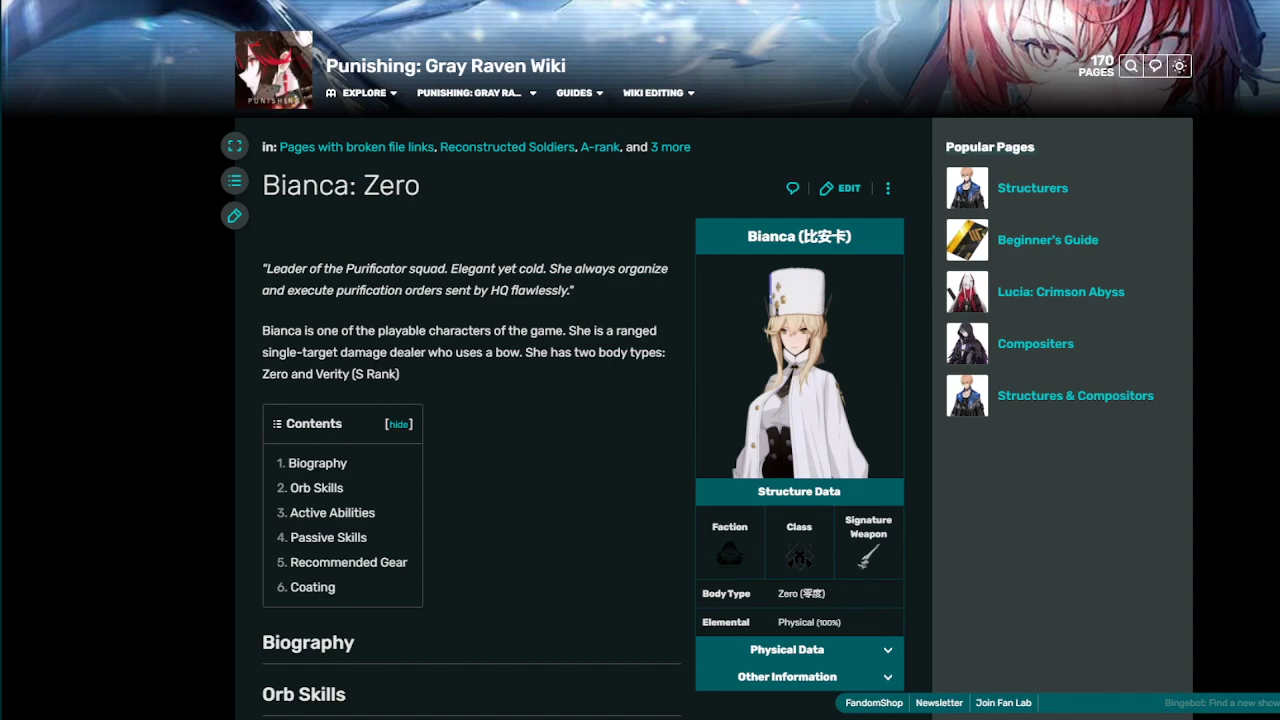 PUNISHING
Punishing: Gray Raven Wiki
170
PAGES
EXPLORE
PUNISHING: GRAY RA...
GUIDES
WIKI EDITING
in: Pages with broken file links, Reconstructed Soldiers, A-rank, and 3 more
Bianca: Zero
EDIT
"Leader of the Purificator squad. Elegant yet cold. She always organize
and execute purification orders sent by HQ flawlessly."
Bianca is one of the playable characters of the game. She is a ranged
single-target damage dealer who uses a bow. She has two body types:
Zero and Verity (S Rank)
Contents [hide]
1. Biography
2. Orb Skills
3. Active Abilities
4. Passive Skills
5. Recommended Gear
6. Coating
Biography
Orb Skills
Bianca (比安卡)
Structure Data
Faction
Class
Signature
Weapon
Body Type Zero (零度)
Elemental Physical (100%)
Physical Data
Other Information
Popular Pages
Structurers
Beginner's Guide
Lucia: Crimson Abyss
Compositers
Structures & Compositors
FandomShop
Newsletter
Join Fan Lab
Bingebot: Find a new show